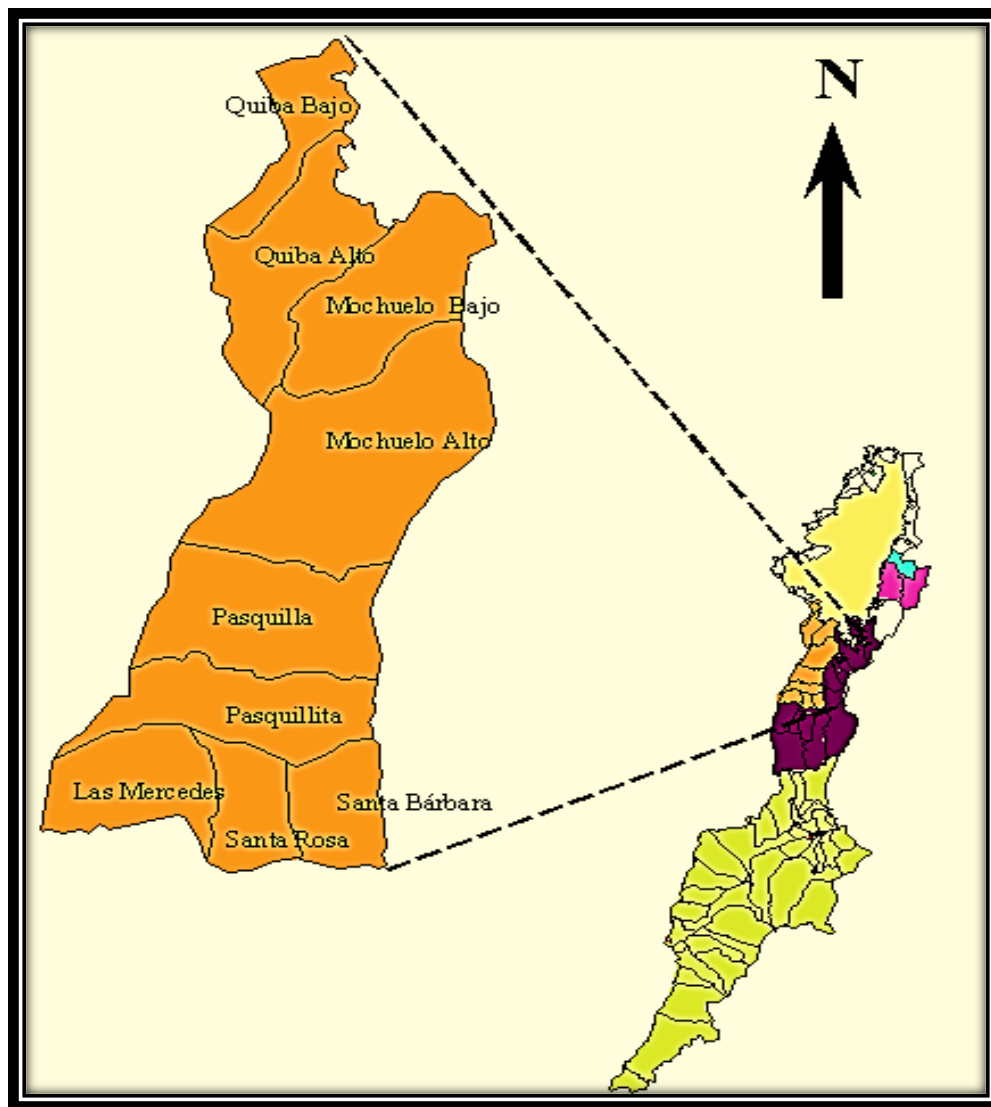 N
Quiba Bajo
Quiba Alto
Mochuelo Bajo
Mochuelo Alto
Pasquilla
Pasquillita
Las Mercedes
Santa Bárbara
Santa Rosa